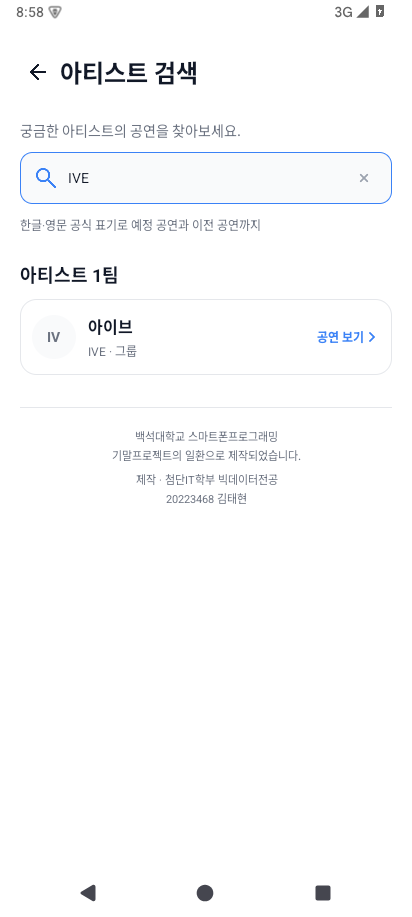 8:58
3G
아티스트 검색
궁금한 아티스트의 공연을 찾아보세요.
IVE
한글·영문 공식 표기로 예정 공연과 이전 공연까지
아티스트 1팀
IV
아이브
IVE · 그룹
공연 보기
백석대학교 스마트폰프로그래밍
기말프로젝트의 일환으로 제작되었습니다.
제작 · 첨단IT학부 빅데이터전공
20223468 김태현